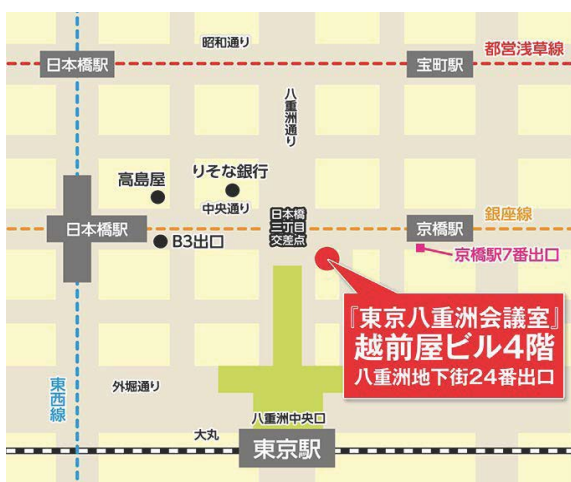 昭和通り
都営浅草線
日本橋駅
宝町駅
八重洲通り
高島屋
りそな銀行
中央通り
日本橋
三丁目
交差点
銀座線
日本橋駅
京橋駅
B3出口
京橋駅7番出口
『東京八重洲会議室』
越前屋ビル4階
八重洲地下街24番出口
東西線
外堀通り
八重洲中央口
大丸
東京駅